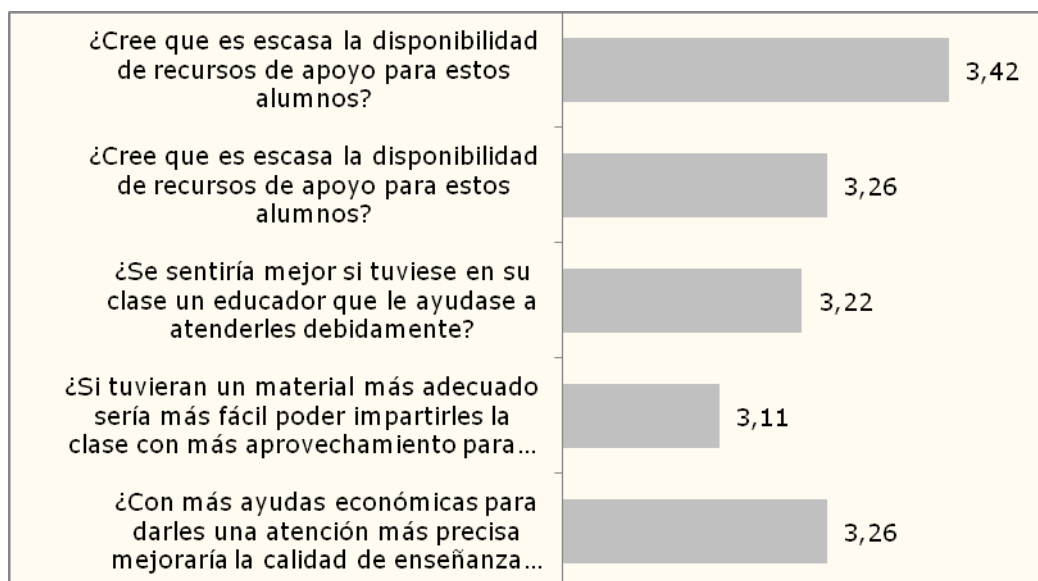 ¿Cree que es escasa la disponibilidad
de recursos de apoyo para estos
alumnos?
3,42
¿Cree que es escasa la disponibilidad
de recursos de apoyo para estos
alumnos?
3,26
¿Se sentiría mejor si tuviese en su
clase un educador que le ayudase a
atenderles debidamente?
3,22
¿Si tuvieran un material más adecuado
sería más fácil poder impartirles la
clase con más aprovechamiento para...
3,11
¿Con más ayudas económicas para
darles una atención más precisa
mejoraría la calidad de enseñanza...
3,26